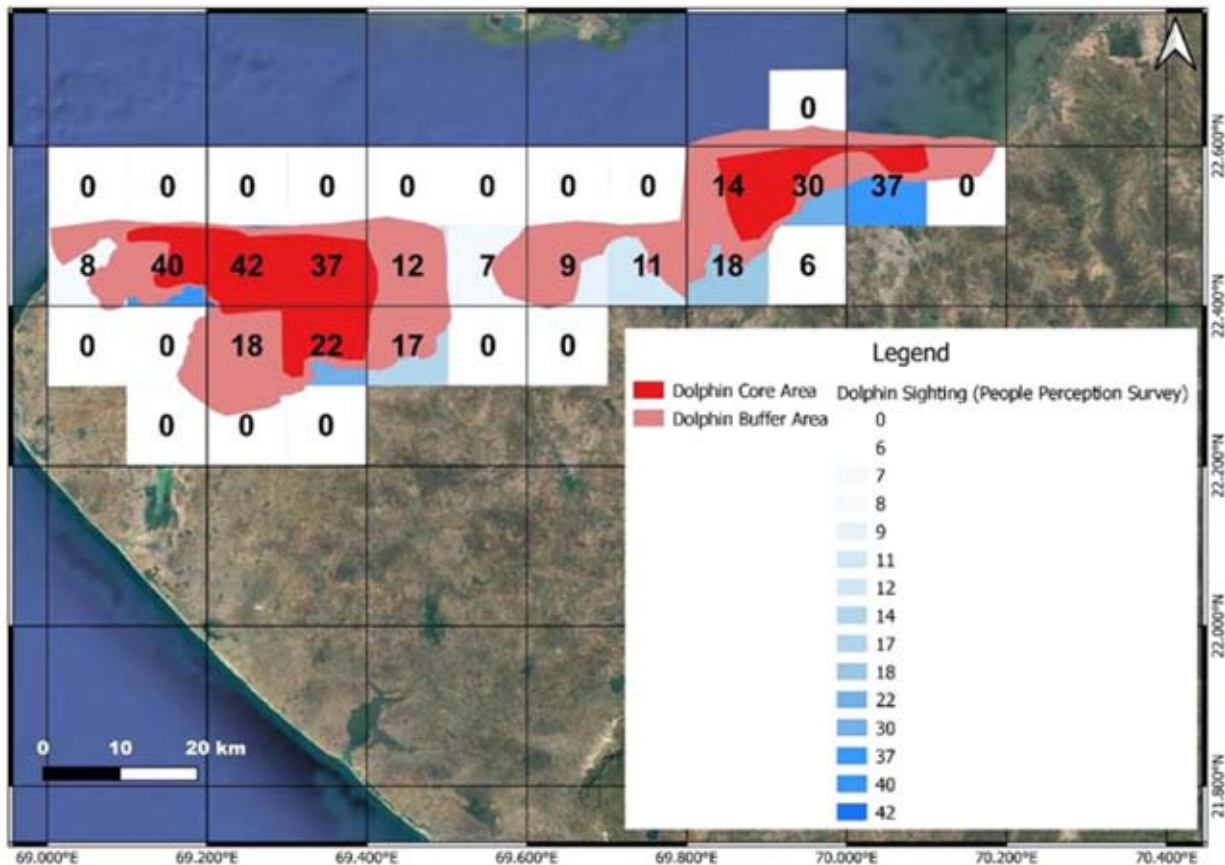 0
0 0 0 0 0 0 0 0 14 30 37 0
8 40 42 37 12 7 9 11 18 6
0 0 18 22 17 0 0
0 0 0
Legend
Dolphin Core Area
Dolphin Buffer Area
Dolphin Sighting (People Perception Survey)
0
6
7
8
9
11
12
14
17
18
22
30
37
40
42
0 10 20 km
22.600°N
22.400°N
22.200°N
22.000°N
21.800°N
69.000°E 69.200°E 69.400°E 69.600°E 69.800°E 70.000°E 70.200°E 70.400°E